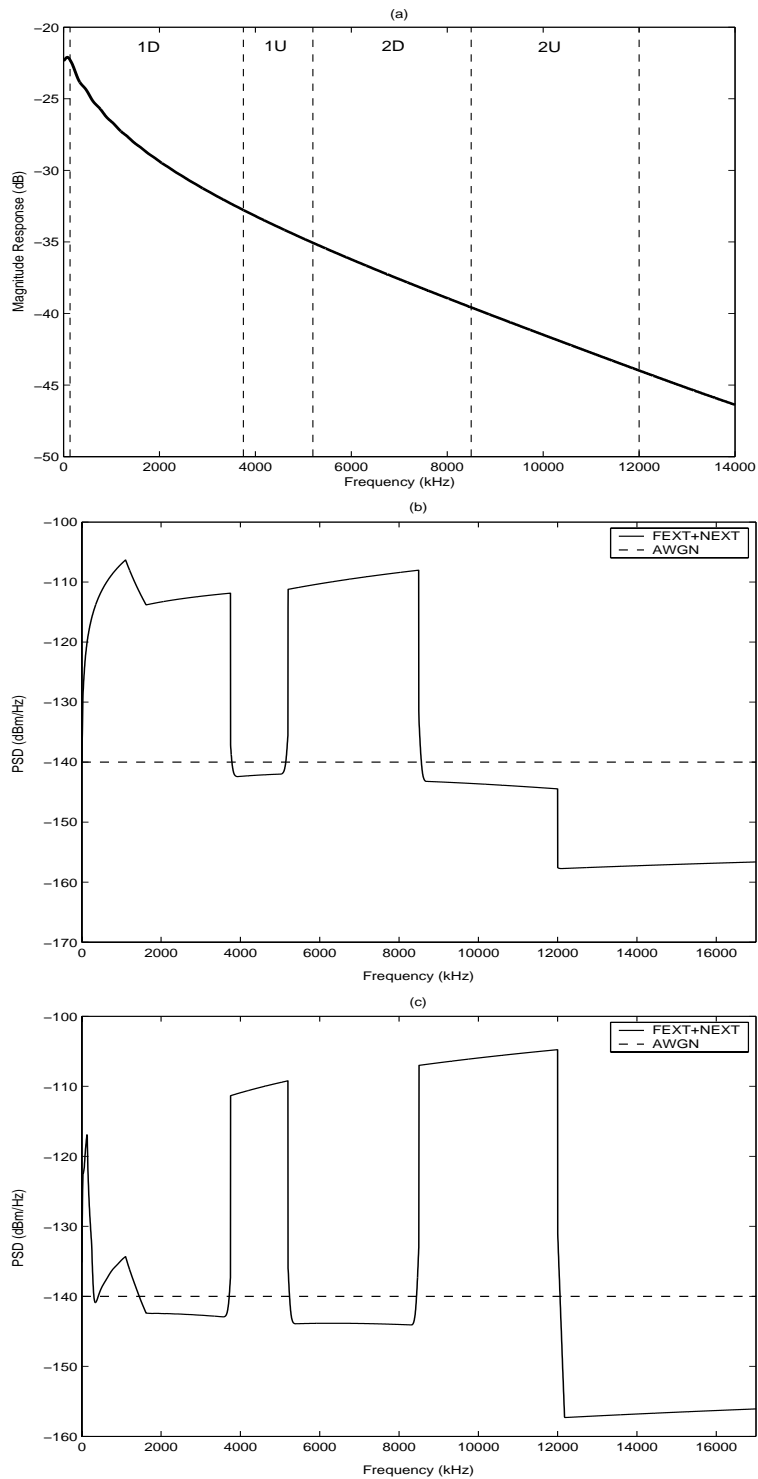 (a)
−20
−25
−30
−35
−40
−45
−50
Magnitude Response (dB)
1D
1U
2D
2U
0 2000 4000 6000 8000 10000 12000 14000
Frequency (kHz)
(b)
−100
−110
−120
−130
−140
−150
−160
−170
PSD (dBm/Hz)
FEXT+NEXT
AWGN
0 2000 4000 6000 8000 10000 12000 14000 16000
Frequency (kHz)
(c)
−100
−110
−120
−130
−140
−150
−160
PSD (dBm/Hz)
FEXT+NEXT
AWGN
0 2000 4000 6000 8000 10000 12000 14000 16000
Frequency (kHz)